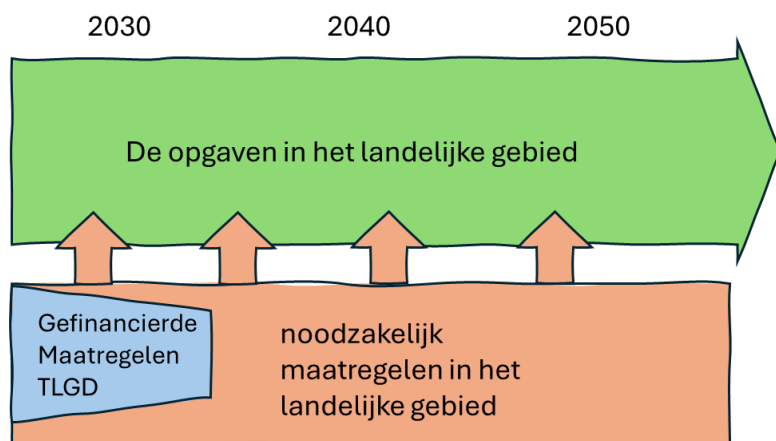 2030 2040 2050
De opgaven in het landelijke gebied
Gefinancierde
Maatregelen
TLGD
noodzakelijk
maatregelen in het
landelijke gebied